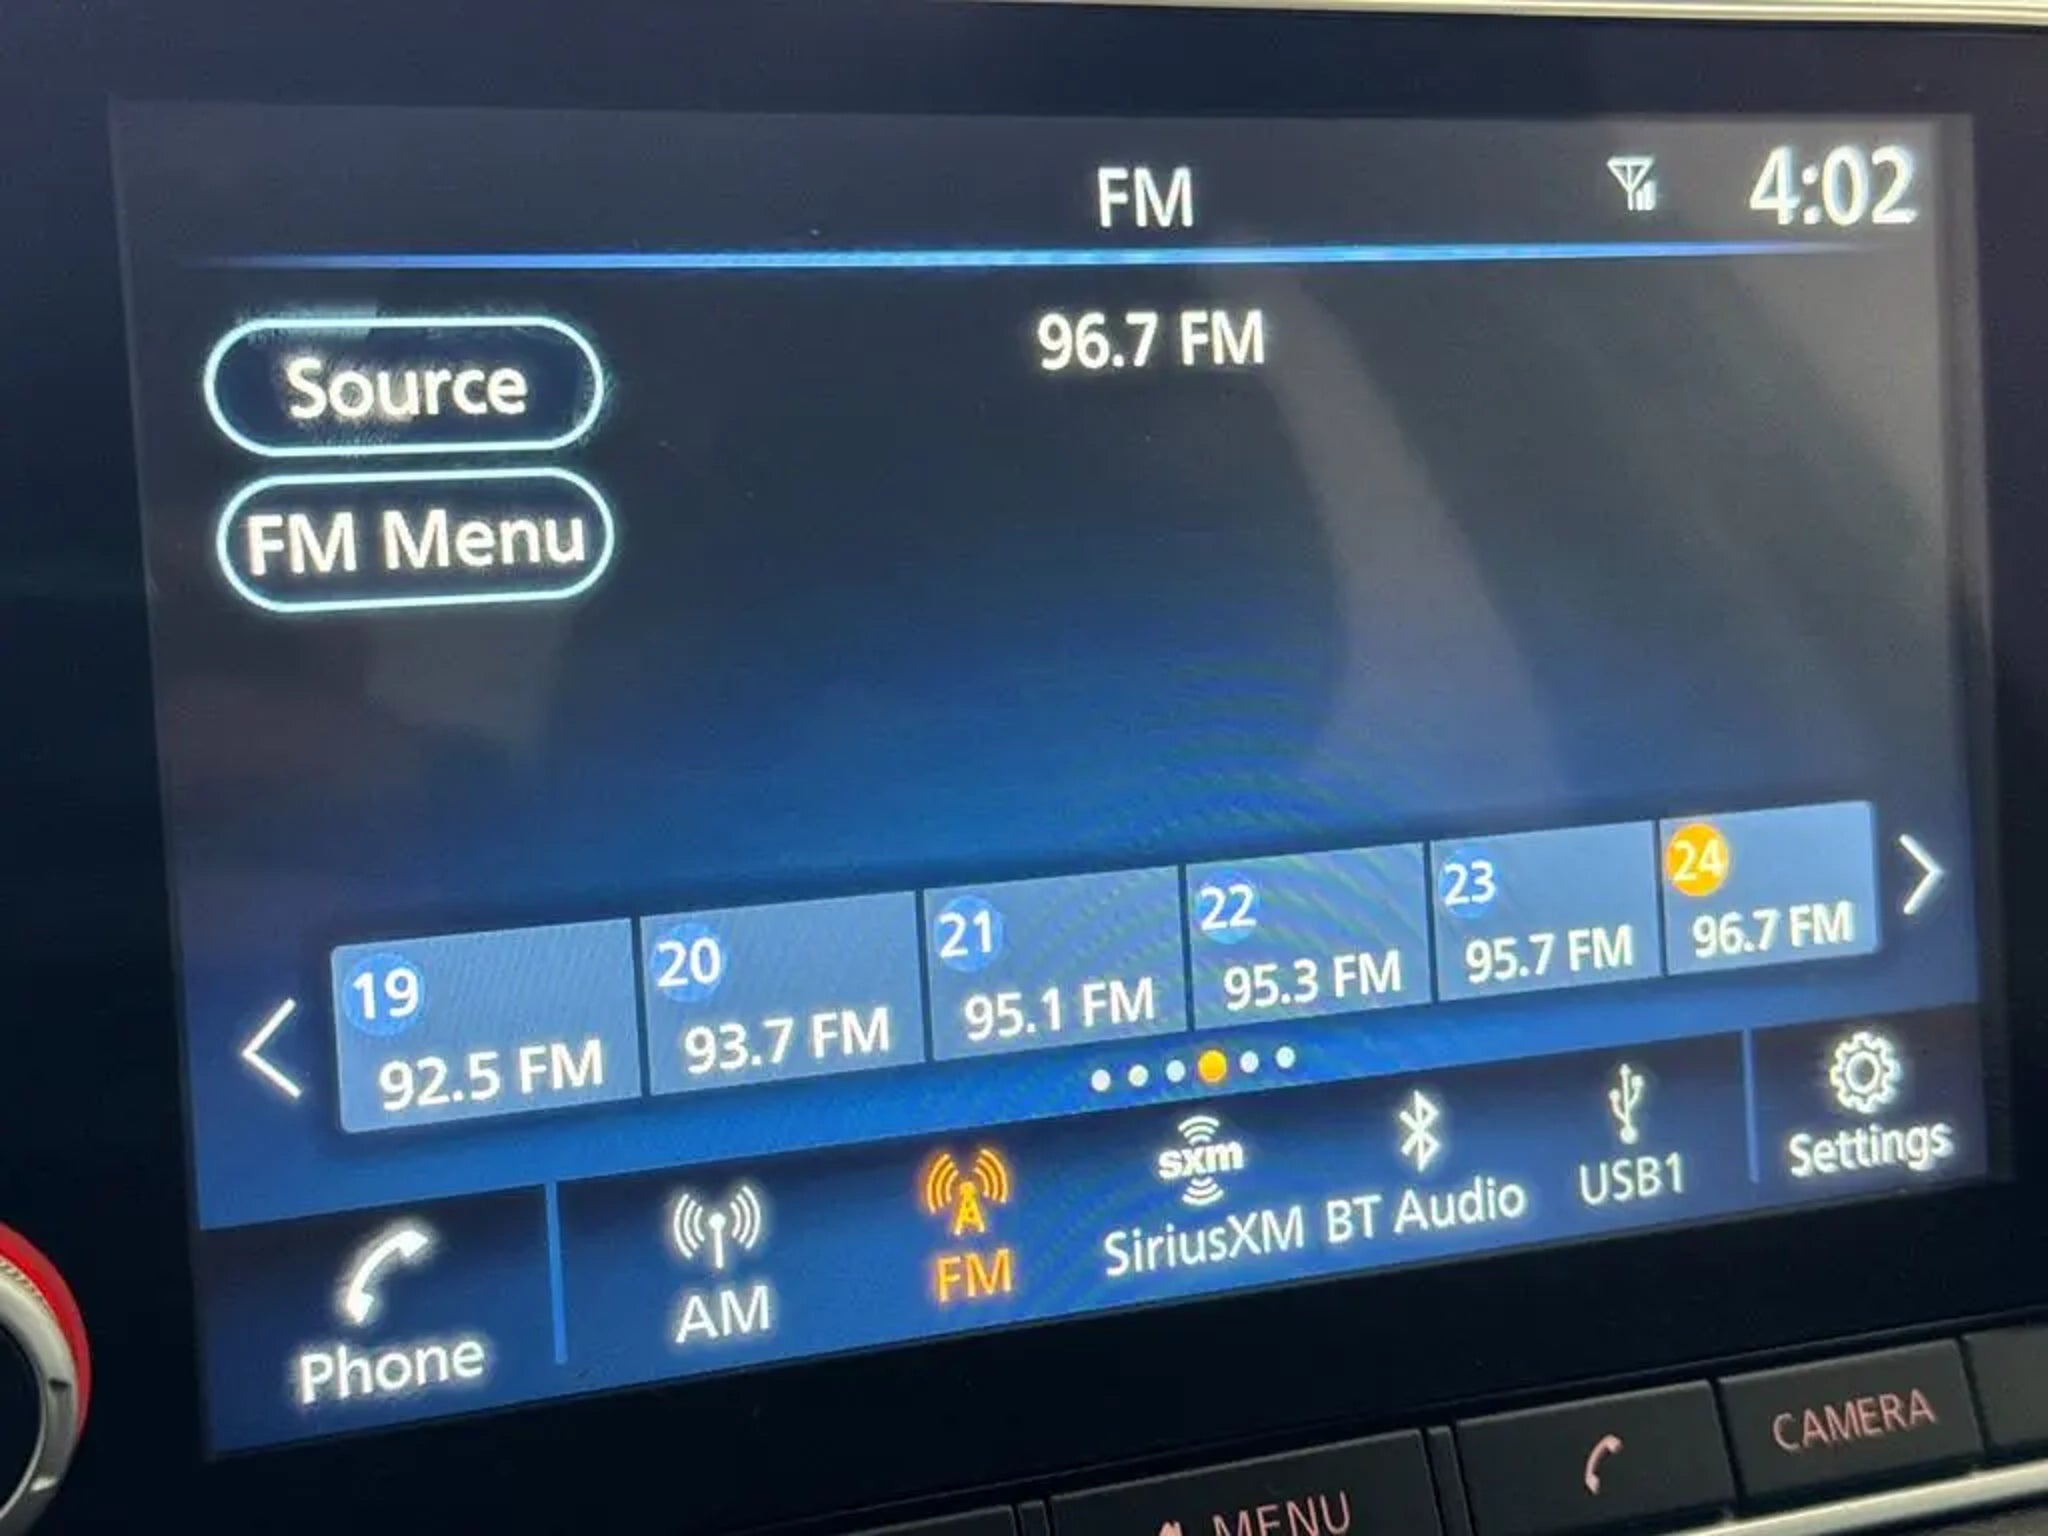 FM
4:02
96.7 FM
Source
FM Menu
19
92.5 FM
20
93.7 FM
21
95.1 FM
22
95.3 FM
23
95.7 FM
24
96.7 FM
Phone
AM
FM
sxm
SiriusXM
BT Audio
USB1
Settings
MENU
CAMERA